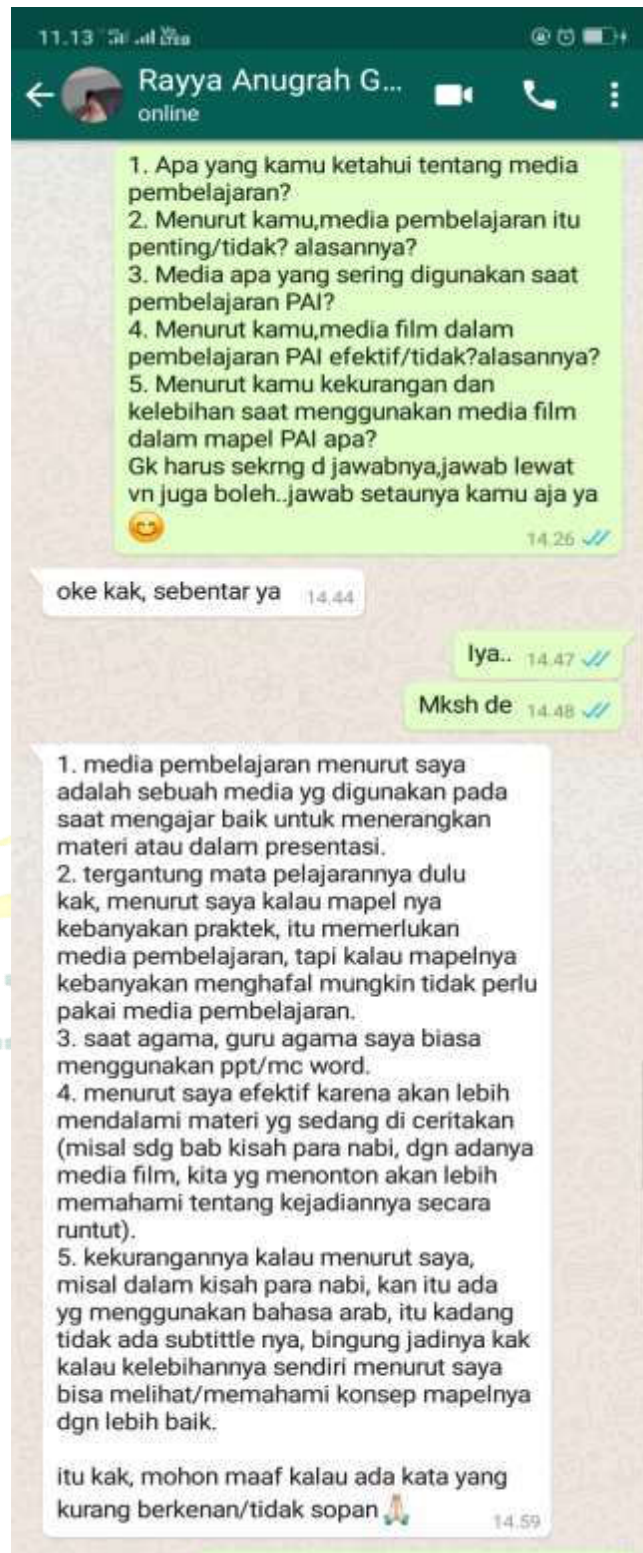 11.13
Rayya Anugrah G...
online
1. Apa yang kamu ketahui tentang media
pembelajaran?
2. Menurut kamu,media pembelajaran itu
penting/tidak? alasannya?
3. Media apa yang sering digunakan saat
pembelajaran PAI?
4. Menurut kamu,media film dalam
pembelajaran PAI efektif/tidak?alasannya?
5. Menurut kamu kekurangan dan
kelebihan saat menggunakan media film
dalam mapel PAI apa?
Gk harus sekrng d jawabnya,jawab lewat
vn juga boleh..jawab setaunya kamu aja ya
😊
14.26
oke kak, sebentar ya 14.44
Iya.. 14.47
Mksh de 14.48
1. media pembelajaran menurut saya
adalah sebuah media yg digunakan pada
saat mengajar baik untuk menerangkan
materi atau dalam presentasi.
2. tergantung mata pelajarannya dulu
kak, menurut saya kalau mapel nya
kebanyakan praktek, itu memerlukan
media pembelajaran, tapi kalau mapelnya
kebanyakan menghafal mungkin tidak perlu
pakai media pembelajaran.
3. saat agama, guru agama saya biasa
menggunakan ppt/mc word.
4. menurut saya efektif karena akan lebih
mendalami materi yg sedang di ceritakan
(misal sdg bab kisah para nabi, dgn adanya
media film, kita yg menonton akan lebih
memahami tentang kejadiannya secara
runtut).
5. kekurangannya kalau menurut saya,
misal dalam kisah para nabi, kan itu ada
yg menggunakan bahasa arab, itu kadang
tidak ada subtittle nya, bingung jadinya kak
kalau kelebihannya sendiri menurut saya
bisa melihat/memahami konsep mapelnya
dgn lebih baik.
itu kak, mohon maaf kalau ada kata yang
kurang berkenan/tidak sopan 🙏🏻
14.59